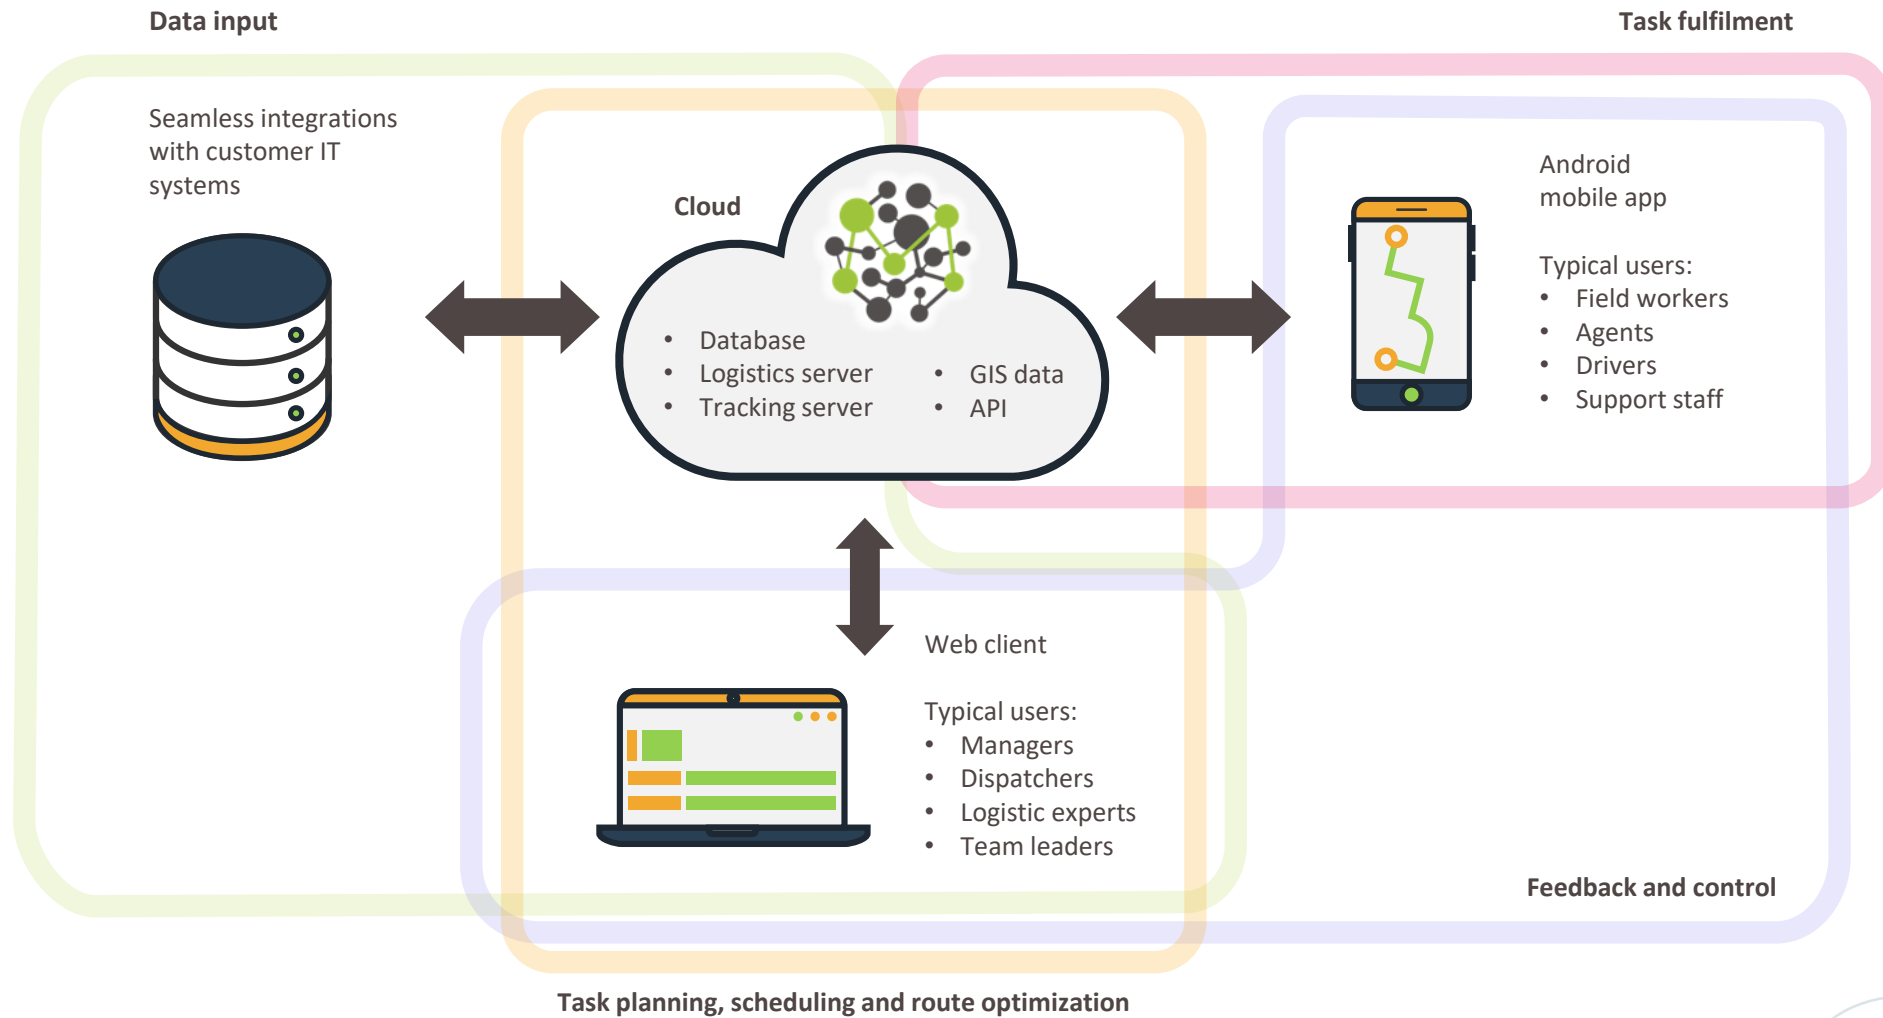 Data input
Task fulfilment
Seamless integrations
with customer IT
systems
Cloud
• Database
• Logistics server
• Tracking server
• GIS data
• API
Android
mobile app
Typical users:
• Field workers
• Agents
• Drivers
• Support staff
Web client
Typical users:
• Managers
• Dispatchers
• Logistic experts
• Team leaders
Feedback and control
Task planning, scheduling and route optimization